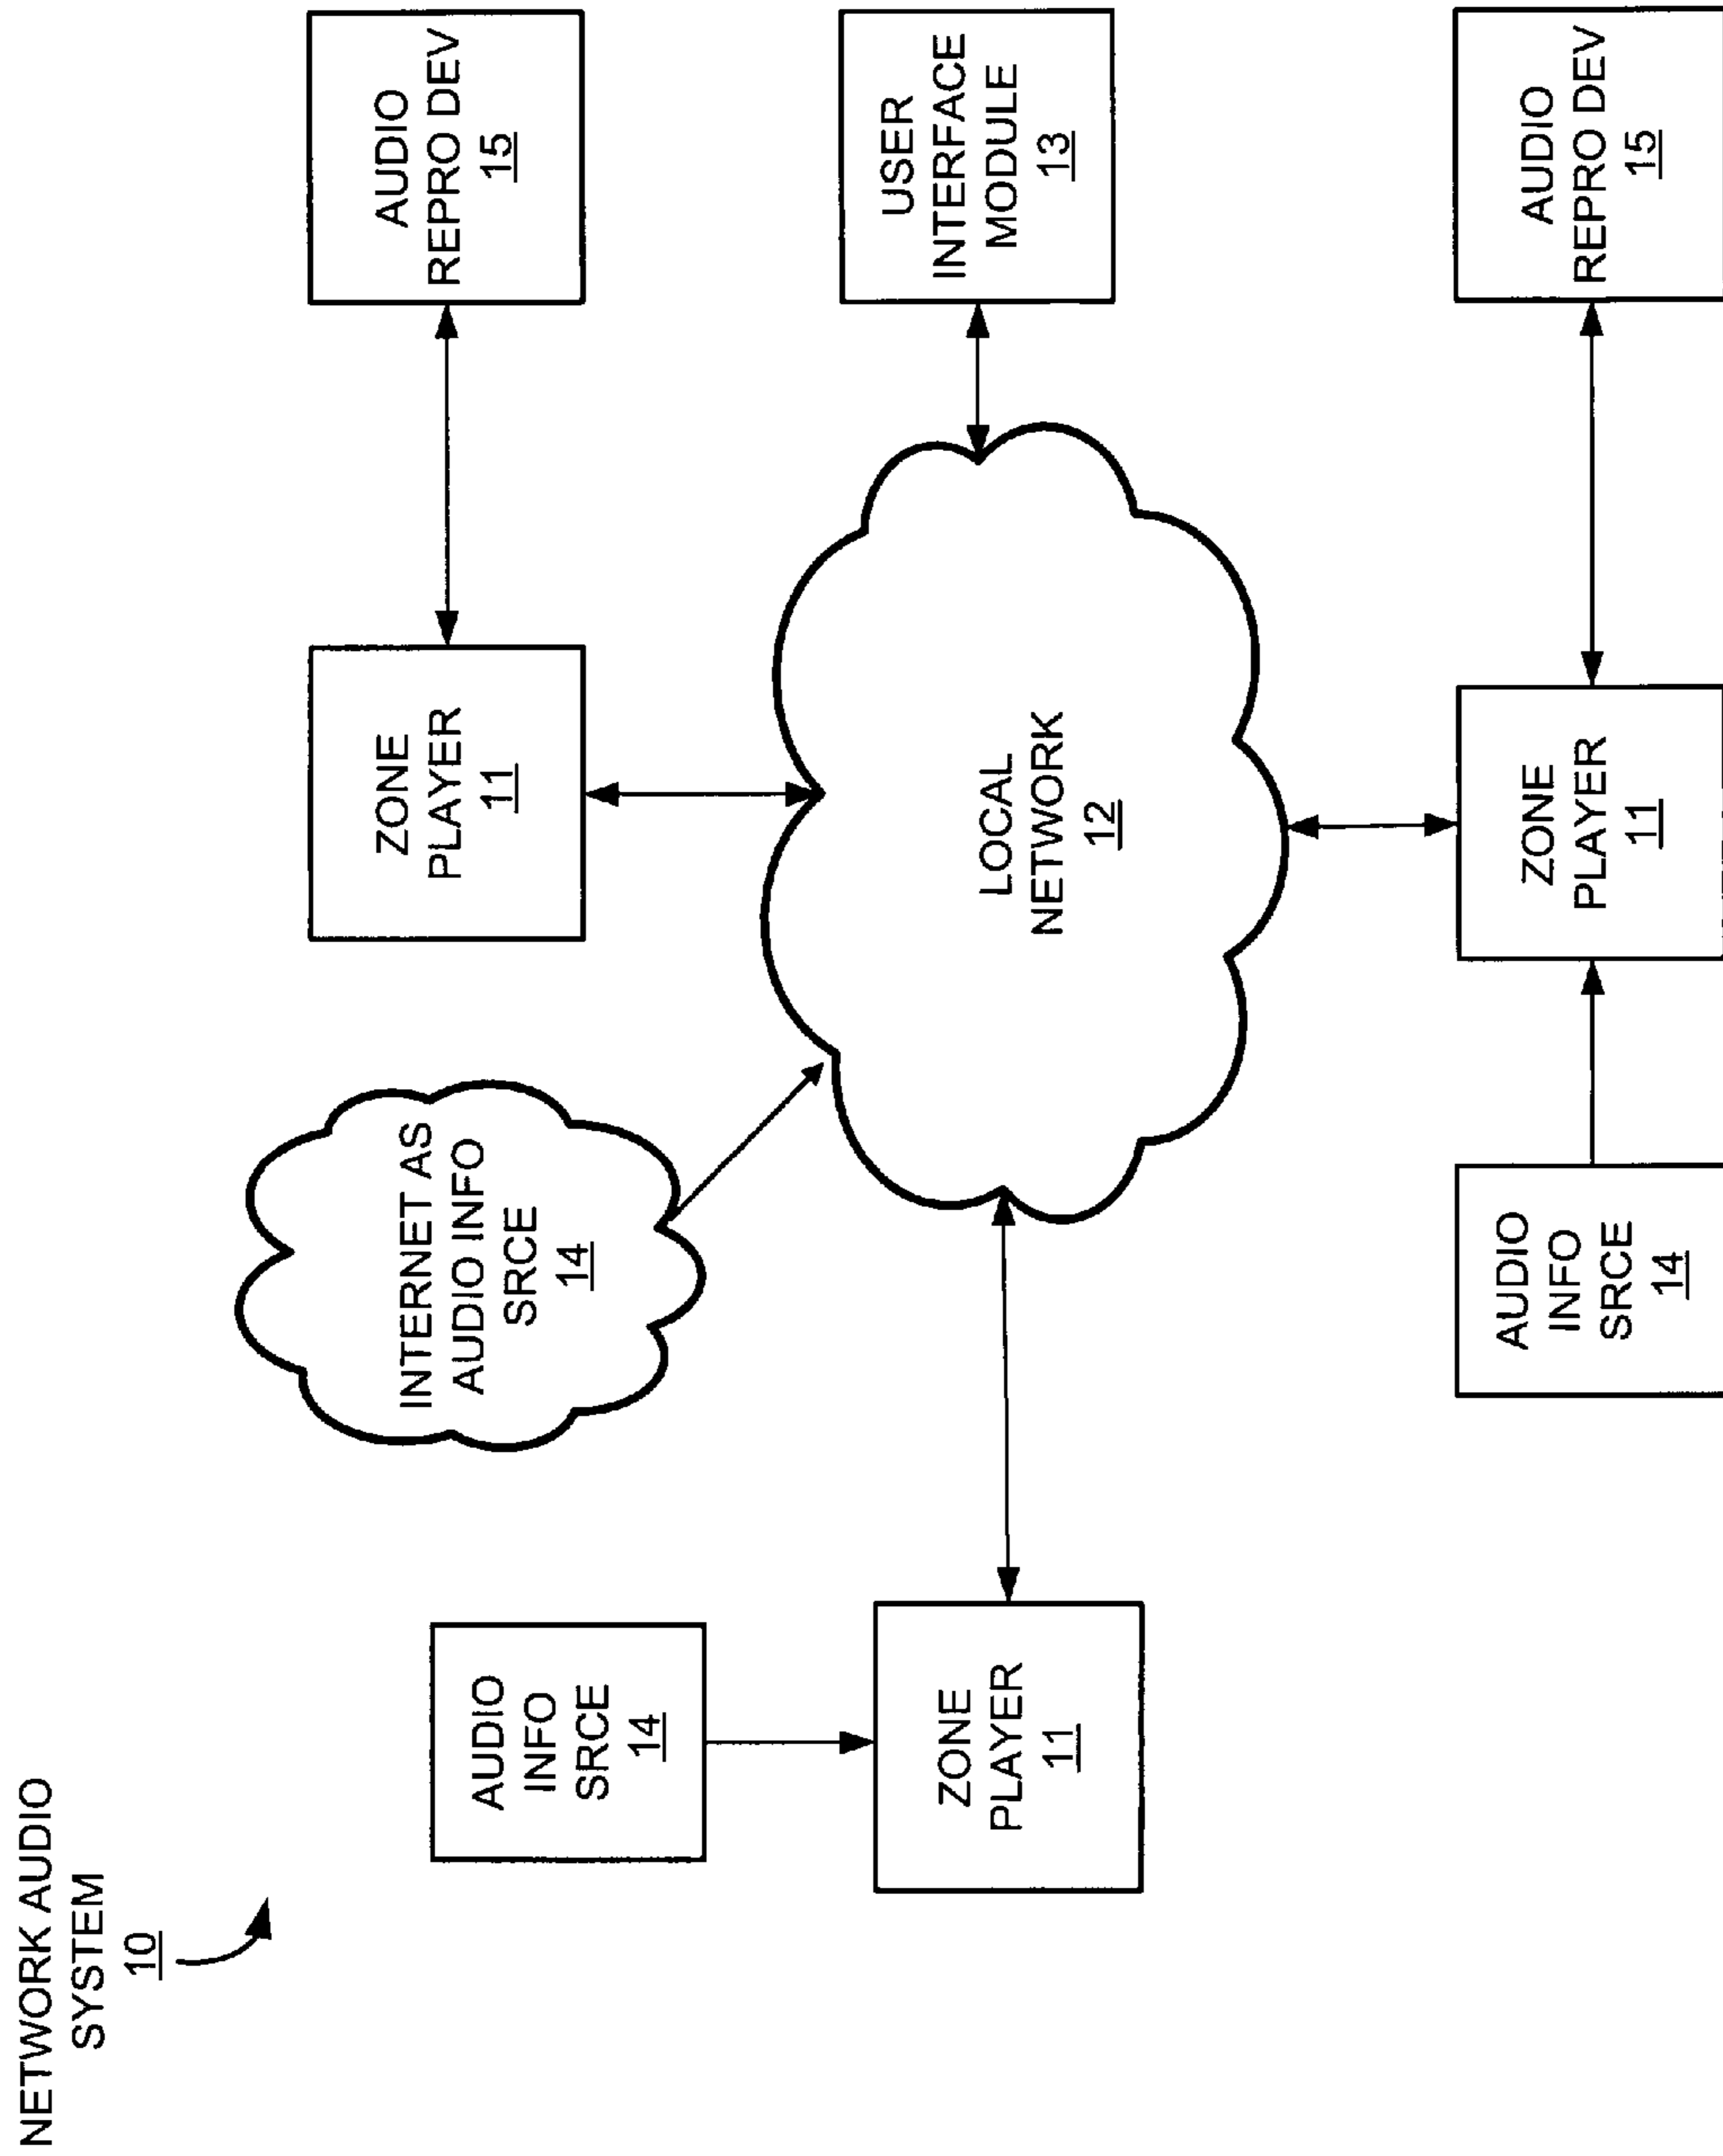 NETWORK AUDIO
SYSTEM
10
AUDIO
INFO
SRCE
14
ZONE
PLAYER
11
INTERNET AS
AUDIO INFO
SRCE
14
ZONE
PLAYER
11
AUDIO
REPRO DEV
15
LOCAL
NETWORK
12
USER
INTERFACE
MODULE
13
AUDIO
INFO
SRCE
14
ZONE
PLAYER
11
AUDIO
REPRO DEV
15